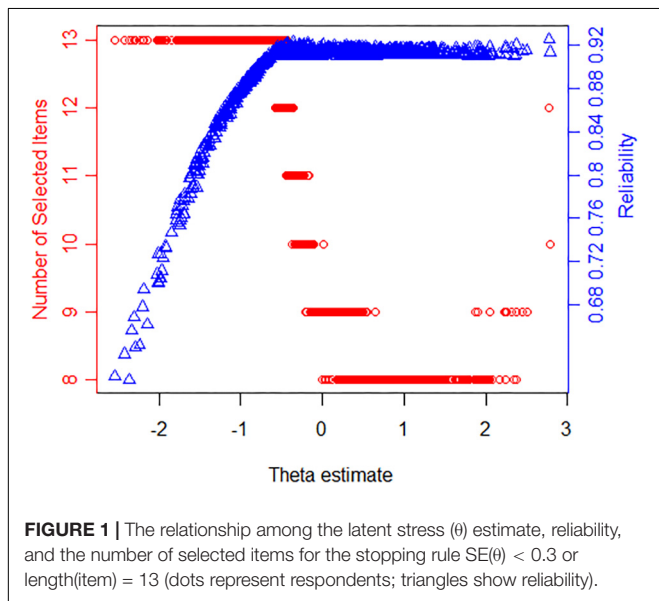 13
12
11
10
9
8
Number of Selected Items
0.92
0.88
0.84
0.8
0.76
0.72
0.68
Reliability
-2 -1 0 1 2 3
Theta estimate
FIGURE 1 | The relationship among the latent stress (θ) estimate, reliability,
and the number of selected items for the stopping rule SE(θ) < 0.3 or
length(item) = 13 (dots represent respondents; triangles show reliability).